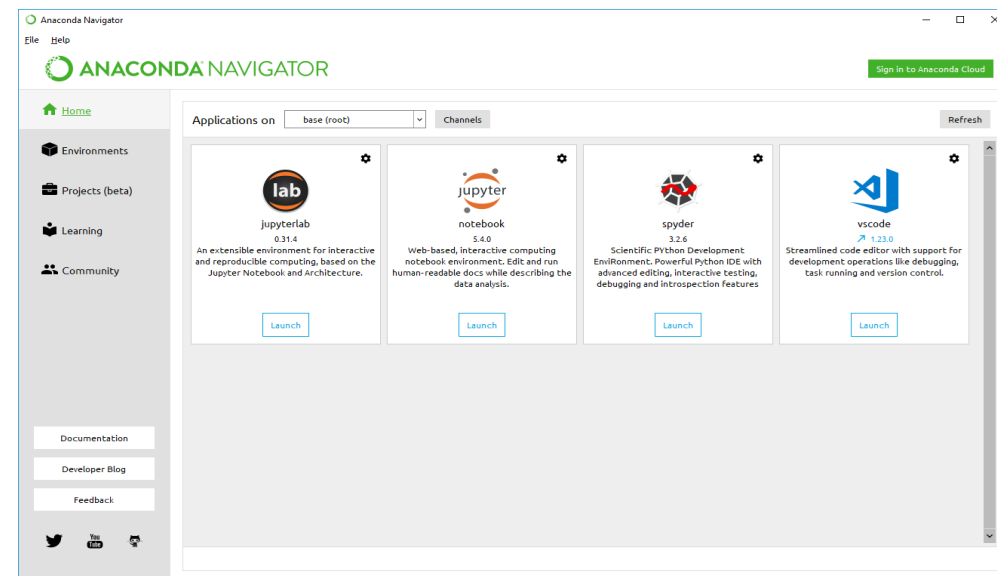 Anaconda Navigator
File Help
ANACONDA NAVIGATOR
Sign in to Anaconda Cloud
Home
Environments
Projects (beta)
Learning
Community
Documentation
Developer Blog
Feedback
You
Tube
Applications on base (root) Channels Refresh
lab
jupyterlab
0.31.4
An extensible environment for interactive
and reproducible computing, based on the
Jupyter Notebook and Architecture.
Launch
jupyter
notebook
5.4.0
Web-based, interactive computing
notebook environment. Edit and run
human-readable docs while describing the
data analysis.
Launch
spyder
3.2.6
Scientific PYthon Development
EnviRonment. Powerful Python IDE with
advanced editing, interactive testing,
debugging and introspection features
Launch
vscode
1.23.0
Streamlined code editor with support for
development operations like debugging,
task running and version control.
Launch